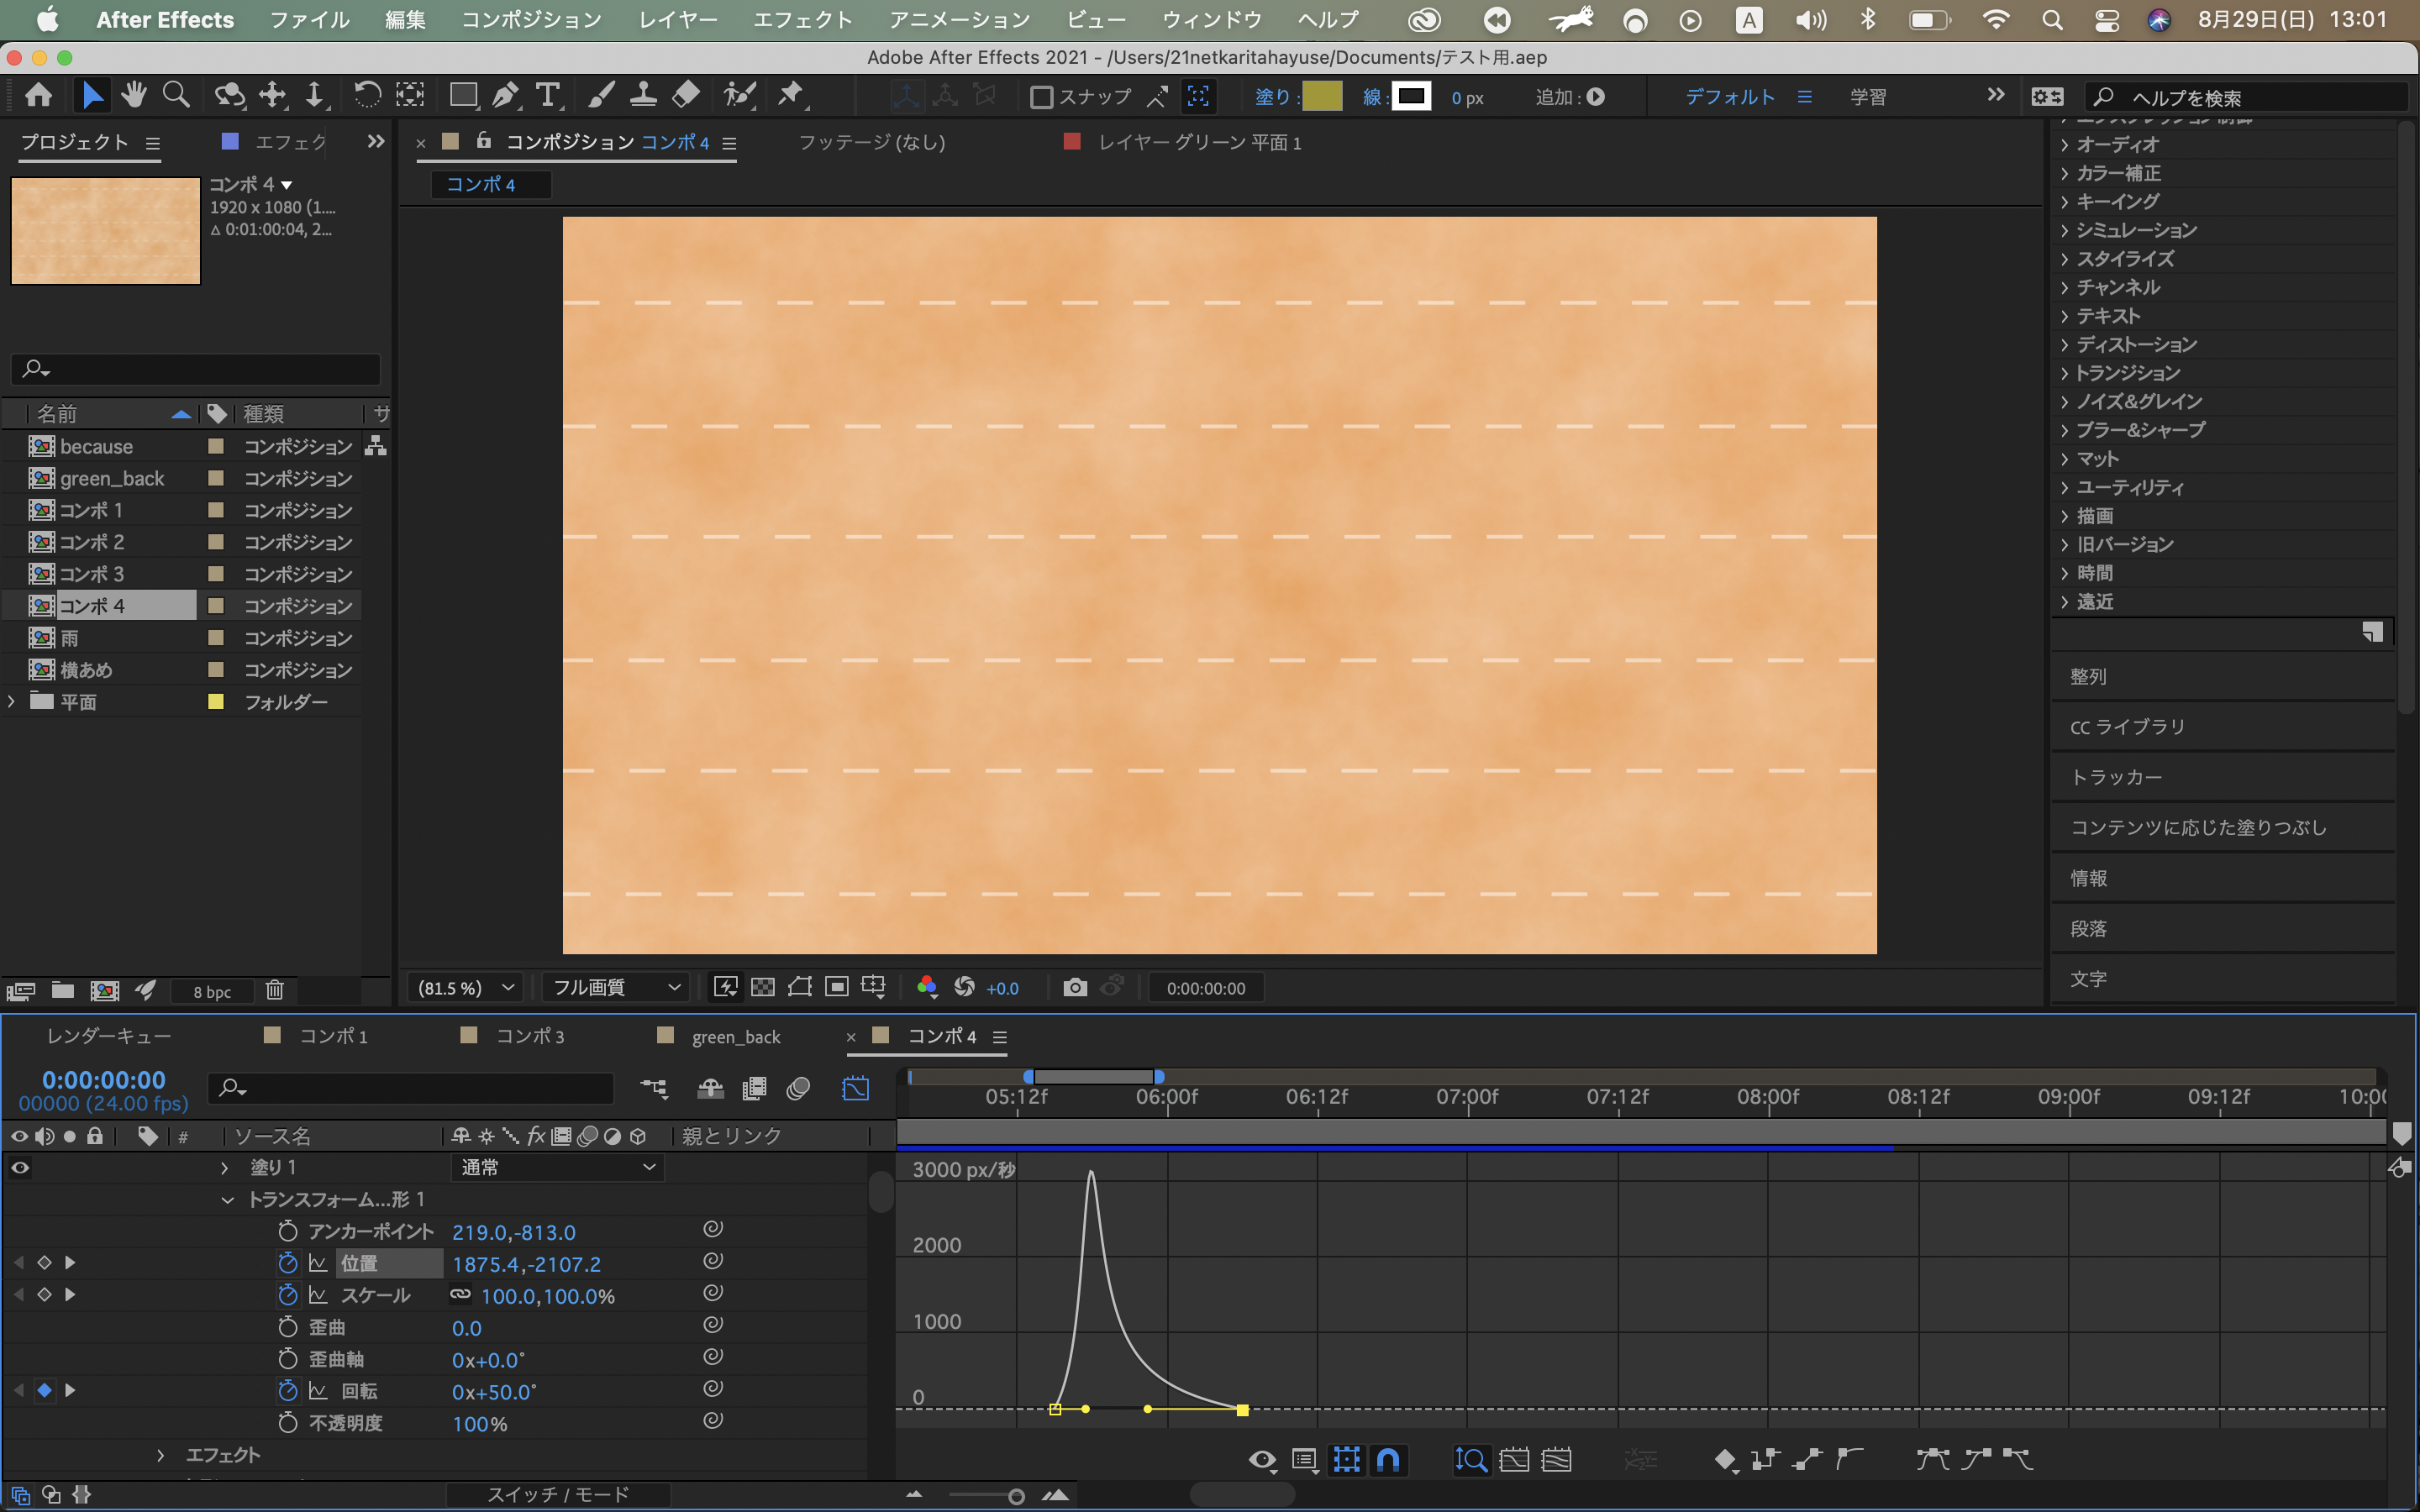 After Effects ファイル 編集 コンポジション レイヤー エフェクト アニメーション ビュー ウィンドウ ヘルプ A 8月29日(日) 13:01
Adobe After Effects 2021 - /Users/21netkaritahayuse/Documents/テスト用.aep
スナップ 塗り: 線: 0 px 追加: デフォルト 学習 ヘルプを検索
プロジェクト エフェク コンポジション コンポ 4 フッテージ (なし) レイヤー グリーン 平面 1
コンポ 4
コンポ 4
1920 x 1080 (1....
Δ 0:01:00:04, 2...
オーディオ
カラー補正
キーイング
シミュレーション
スタイライズ
チャンネル
テキスト
ディストーション
トランジション
ノイズ&グレイン
ブラー&シャープ
マット
ユーティリティ
描画
旧バージョン
時間
遠近
整列
CC ライブラリ
トラッカー
コンテンツに応じた塗りつぶし
情報
段落
文字
名前 種類 サ
because コンポジション
green_back コンポジション
コンポ 1 コンポジション
コンポ 2 コンポジション
コンポ 3 コンポジション
コンポ 4 コンポジション
雨 コンポジション
横あめ コンポジション
平面 フォルダー
8 bpc
(81.5 %) フル画質 +0.0 0:00:00:00
レンダーキュー コンポ 1 コンポ 3 green_back コンポ 4
0:00:00:00
00000 (24.00 fps)
05:12f 06:00f 06:12f 07:00f 07:12f 08:00f 08:12f 09:00f 09:12f 10:00
# ソース名 fx 親とリンク
塗り 1 通常
トランスフォーム...形 1
アンカーポイント 219.0,-813.0
位置 1875.4,-2107.2
スケール 100.0,100.0%
歪曲 0.0
歪曲軸 0x+0.0°
回転 0x+50.0°
不透明度 100%
エフェクト
3000 px/秒
2000
1000
0
スイッチ / モード